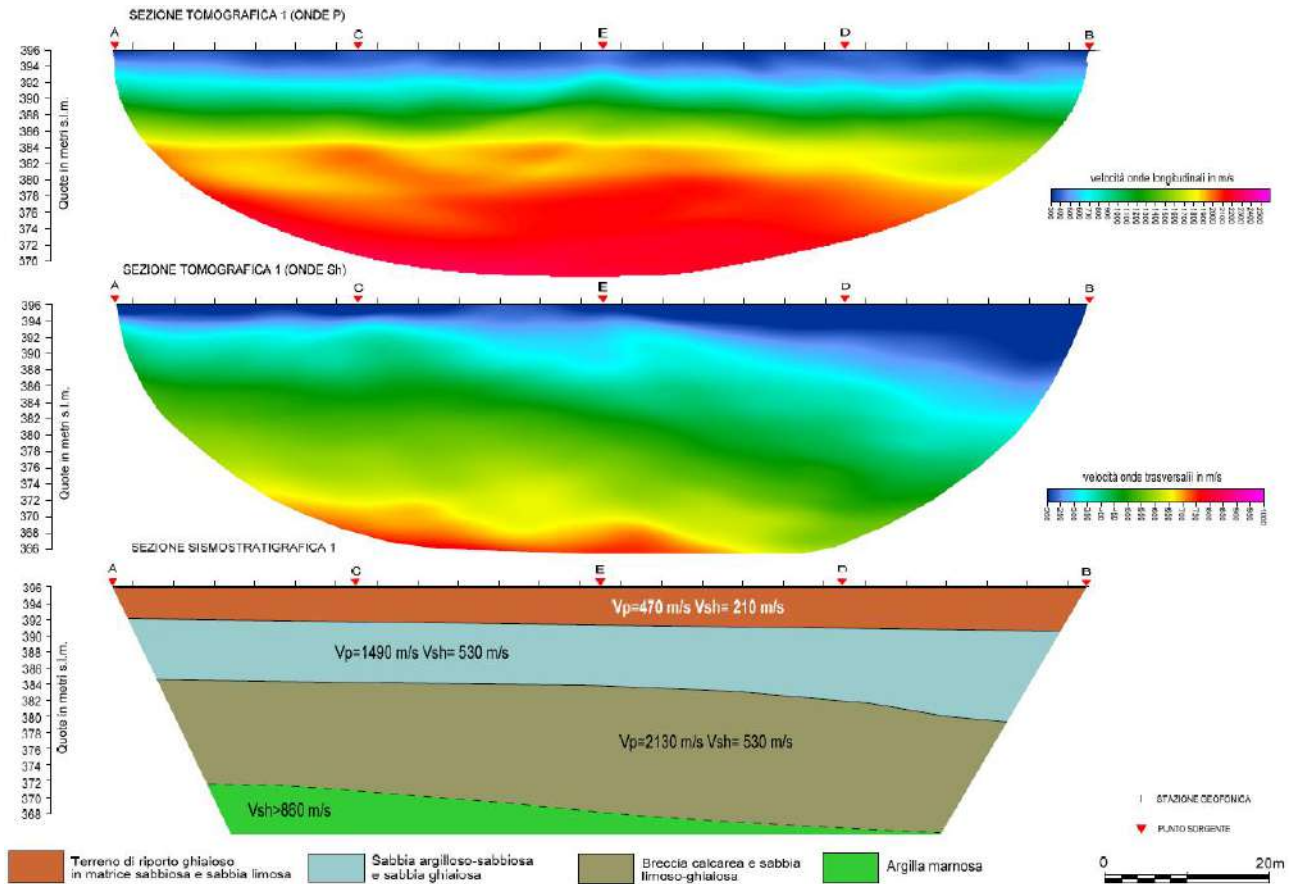 SEZIONE TOMOGRAFICA 1 (ONDE P)
A C E D B
396
394
392
390
388
386
384
380
378
376
374
372
370
Quote in metri s.l.m.
velocità onde longitudinali in m/s
SEZIONE TOMOGRAFICA 1 (ONDE Sh)
A C E D B
396
394
392
390
388
386
384
382
380
378
376
374
372
370
368
366
Quote in metri s.l.m.
velocità onde trasversali in m/s
SEZIONE SISMOSTRATIGRAFICA 1
A C E D B
396
394
392
390
388
386
384
382
380
378
376
374
372
370
368
Quote in metri s.l.m.
Vp=470 m/s Vsh= 210 m/s
Vp=1490 m/s Vsh= 530 m/s
Vp=2130 m/s Vsh= 530 m/s
Vsh>860 m/s
STAZIONE GEOFONICA
PUNTO SORGENTE
0 20m
Terreno di riporto ghiaioso
in matrice sabbiosa e sabbia limosa
Sabbia argilloso-sabbiosa
e sabbia ghiaiosa
Breccia calcarea e sabbia
limoso-ghiaiosa
Argilla marnosa